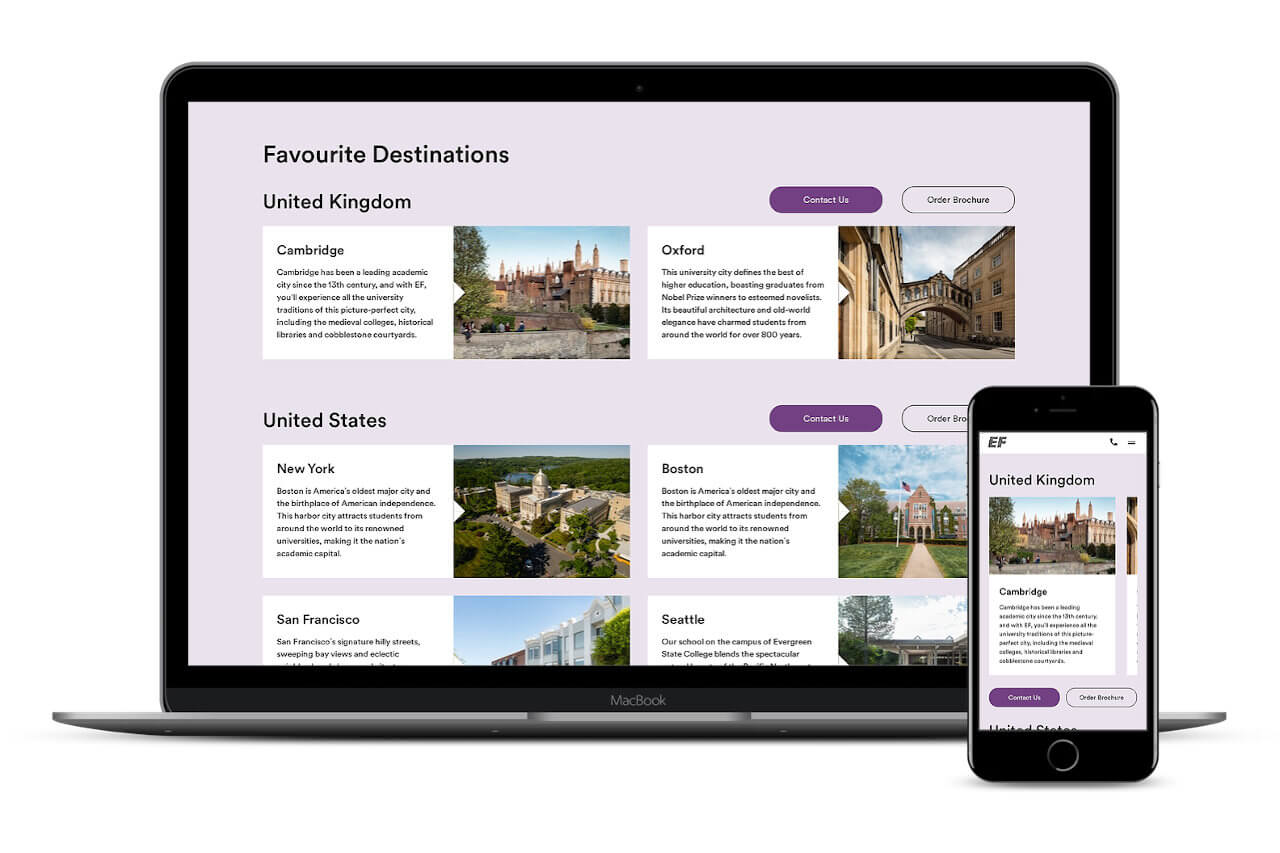 Favourite Destinations
United Kingdom
Contact Us
Order Brochure
Cambridge
Cambridge has been a leading academic
city since the 13th century, and with EF,
you'll experience all the university
traditions of this picture-perfect city,
including the medieval colleges, historical
libraries and cobblestone courtyards.
Oxford
This university city defines the best of
higher education, boasting graduates from
Nobel Prize winners to esteemed novelists.
Its beautiful architecture and old-world
elegance have charmed students from
around the world for over 800 years.
United States
Contact Us
Order Bro
New York
Boston is America's oldest major city and
the birthplace of American independence.
This harbor city attracts students from
around the world to its renowned
universities, making it the nation's
academic capital.
Boston
Boston is America's oldest major city and
the birthplace of American independence.
This harbor city attracts students from
around the world to its renowned
universities, making it the nation's
academic capital.
San Francisco
San Francisco's signature hilly streets,
sweeping bay views and eclectic
Seattle
Our school on the campus of Evergreen
State College blends the spectacular
MacBook
EF
United Kingdom
Cambridge
Cambridge has been a leading
academic city since the 13th century,
and with EF, you'll experience all the
university traditions of this picture-
perfect city, including the medieval
colleges, historical libraries and
cobblestone courtyards.
Contact Us
Order Brochure
United States